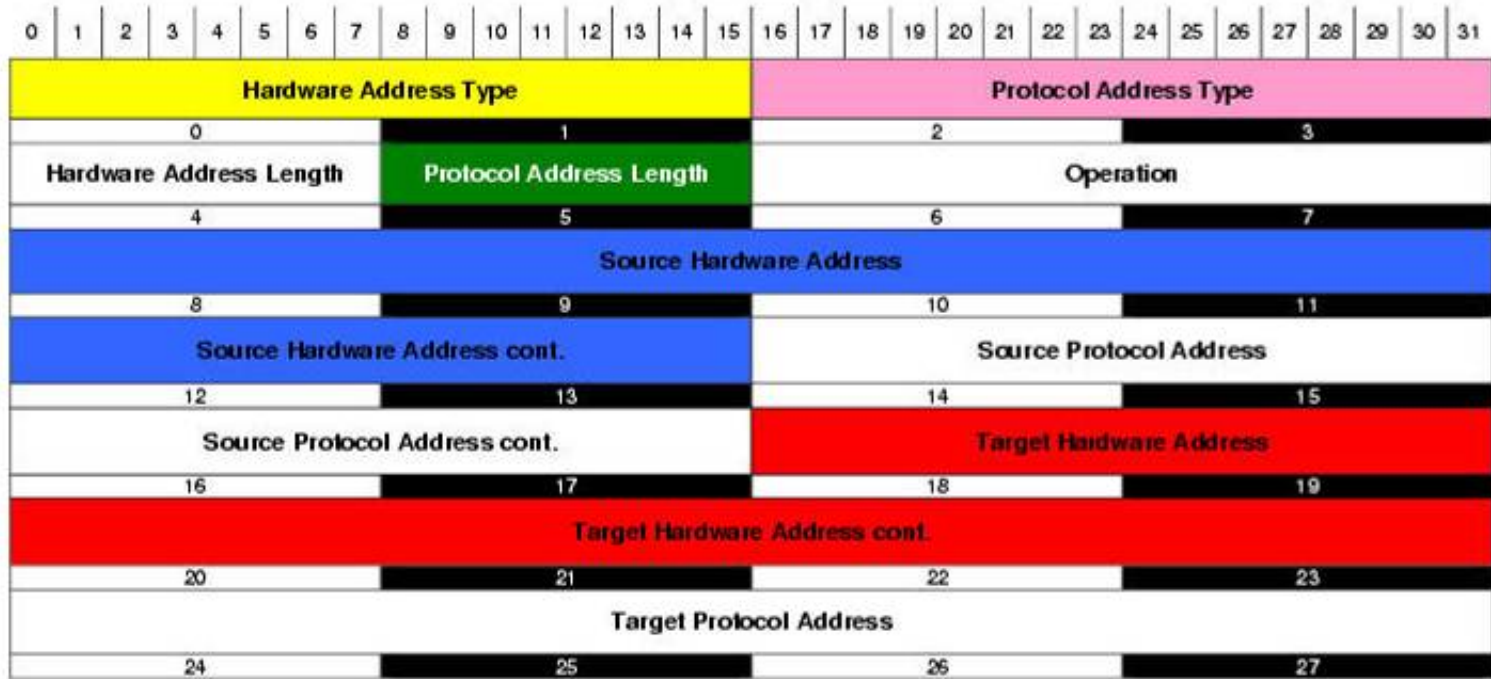 0 1 2 3 4 5 6 7 8 9 10 11 12 13 14 15 16 17 18 19 20 21 22 23 24 25 26 27 28 29 30 31
Hardware Address Type Protocol Address Type
0 1 2 3
Hardware Address Length Protocol Address Length Operation
4 5 6 7
Source Hardware Address
8 9 10 11
Source Hardware Address cont. Source Protocol Address
12 13 14 15
Source Protocol Address cont. Target Hardware Address
16 17 18 19
Target Hardware Address cont.
20 21 22 23
Target Protocol Address
24 25 26 27